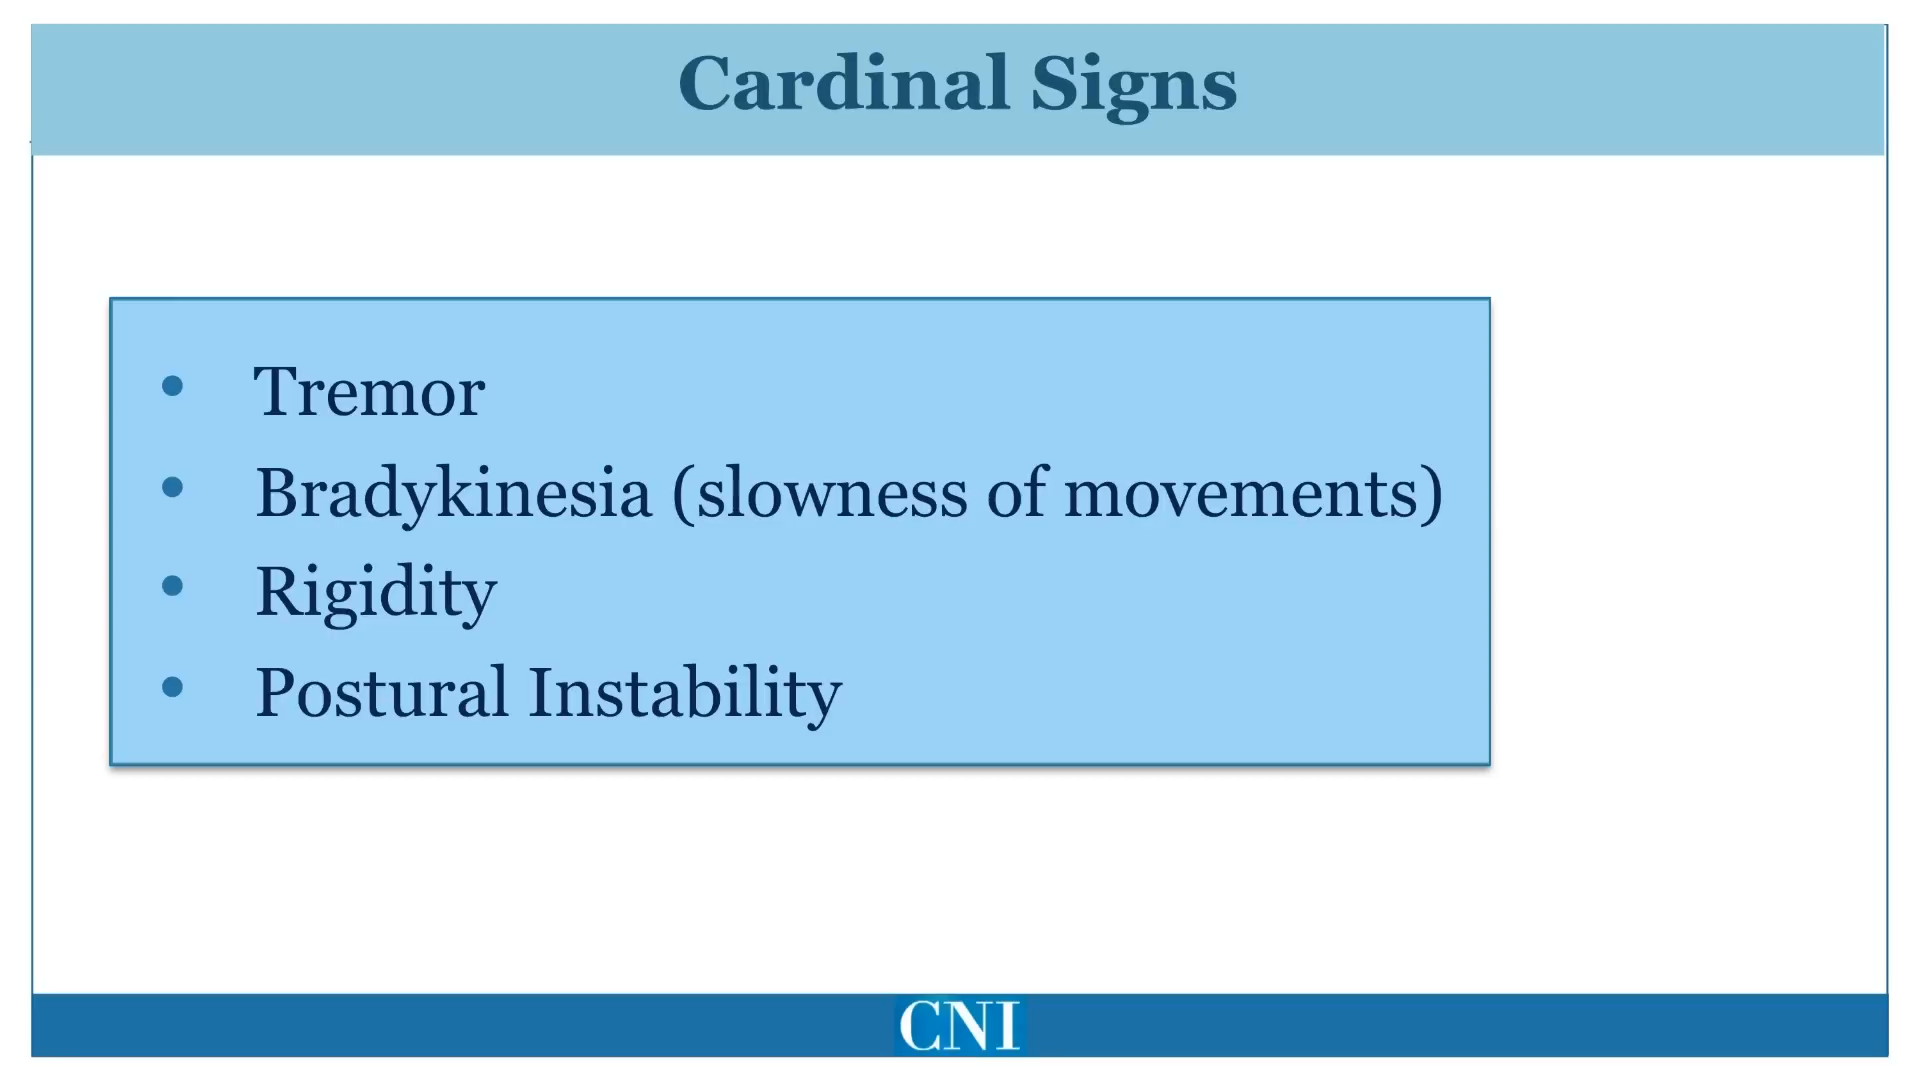 Cardinal Signs
• Tremor
• Bradykinesia (slowness of movements)
• Rigidity
• Postural Instability
CNI